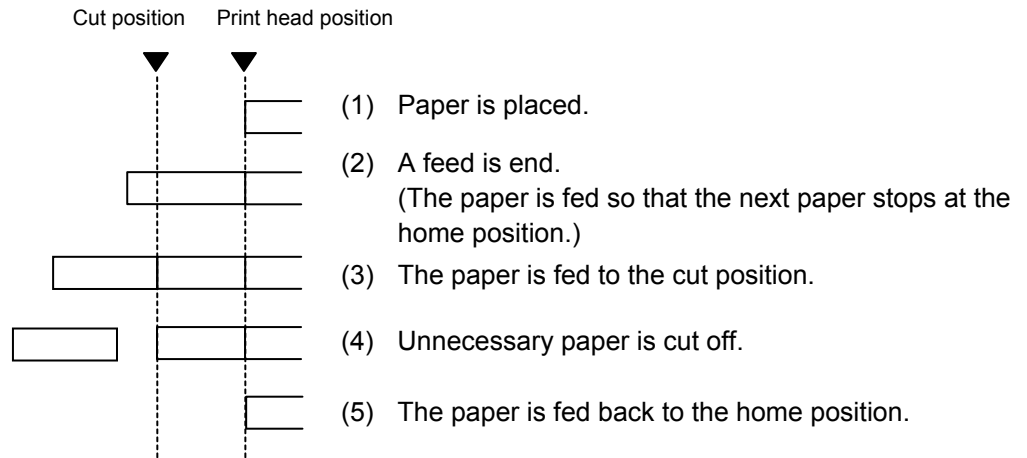 Cut position Print head position
(1) Paper is placed.
(2) A feed is end.
(The paper is fed so that the next paper stops at the
home position.)
(3) The paper is fed to the cut position.
(4) Unnecessary paper is cut off.
(5) The paper is fed back to the home position.